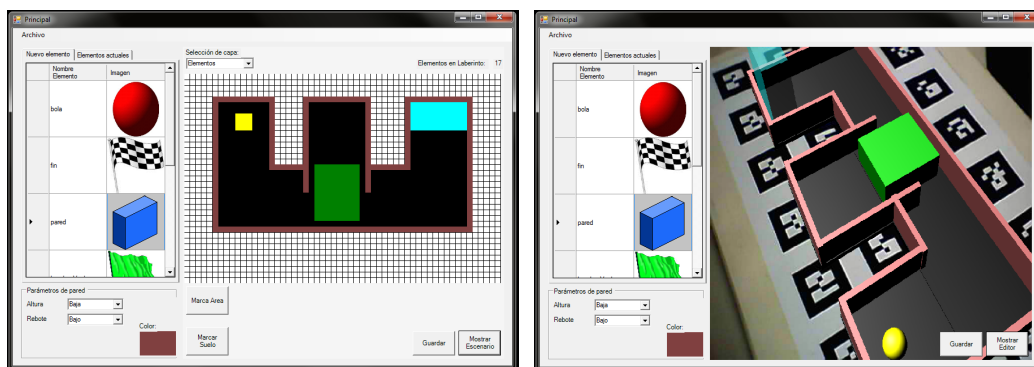 Principal
Archivo
Nuevo elemento
Elementos actuales
Nombre Elemento
Imagen
bola
fin
pared
Selección de capa:
Elementos
Elementos en Laberinto: 17
Parámetros de pared
Altura
Baja
Rebote
Bajo
Color:
Marca Area
Marcar Suelo
Guardar
Mostrar Escenario
Principal
Archivo
Nuevo elemento
Elementos actuales
Nombre Elemento
Imagen
bola
fin
pared
Parámetros de pared
Altura
Baja
Rebote
Bajo
Color:
Guardar
Mostrar Editor